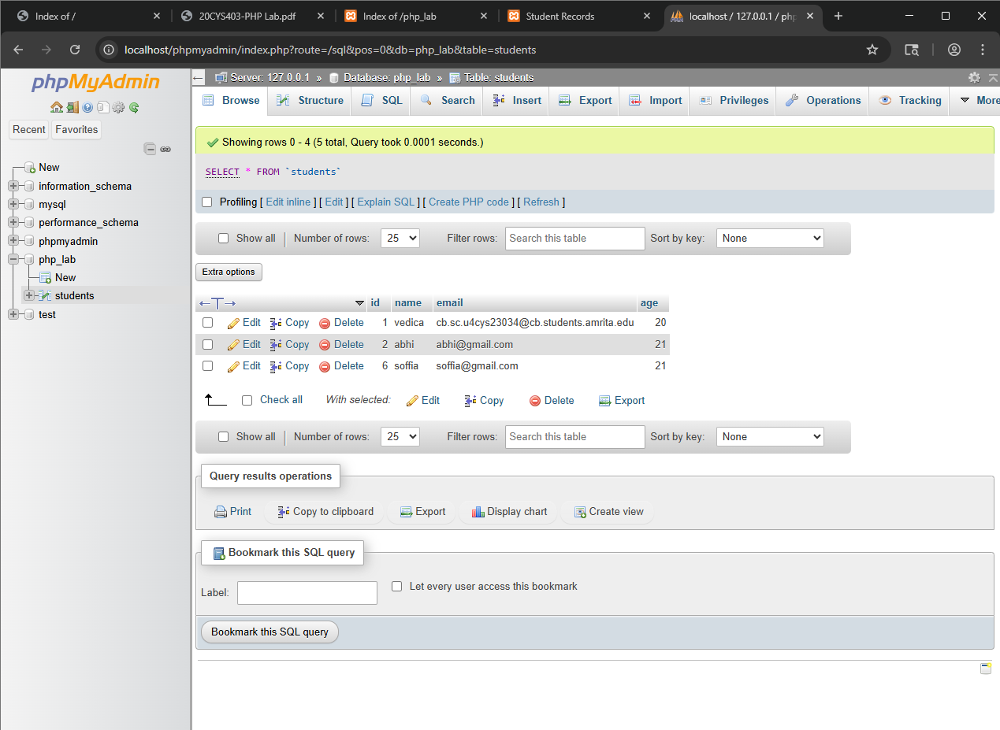 Index of /
20CYS403-PHP Lab.pdf
Index of /php_lab
Student Records
localhost / 127.0.0.1 / php
localhost/phpmyadmin/index.php?route=/sql&pos=0&db=php_lab&table=students
phpMyAdmin
Recent
Favorites
New
information_schema
mysql
performance_schema
phpmyadmin
php_lab
New
students
test
Server: 127.0.0.1 » Database: php_lab » Table: students
Browse Structure SQL Search Insert Export Import Privileges Operations Tracking More
Showing rows 0 - 4 (5 total, Query took 0.0001 seconds.)
SELECT * FROM `students`
Profiling [ Edit inline ] [ Edit ] [ Explain SQL ] [ Create PHP code ] [ Refresh ]
Show all Number of rows: 25 Filter rows: Search this table Sort by key: None
Extra options
←T→ id name email age
Edit Copy Delete 1 vedica cb.sc.u4cys23034@cb.students.amrita.edu 20
Edit Copy Delete 2 abhi abhi@gmail.com 21
Edit Copy Delete 6 soffia soffia@gmail.com 21
Check all With selected: Edit Copy Delete Export
Show all Number of rows: 25 Filter rows: Search this table Sort by key: None
Query results operations
Print Copy to clipboard Export Display chart Create view
Bookmark this SQL query
Label: Let every user access this bookmark
Bookmark this SQL query